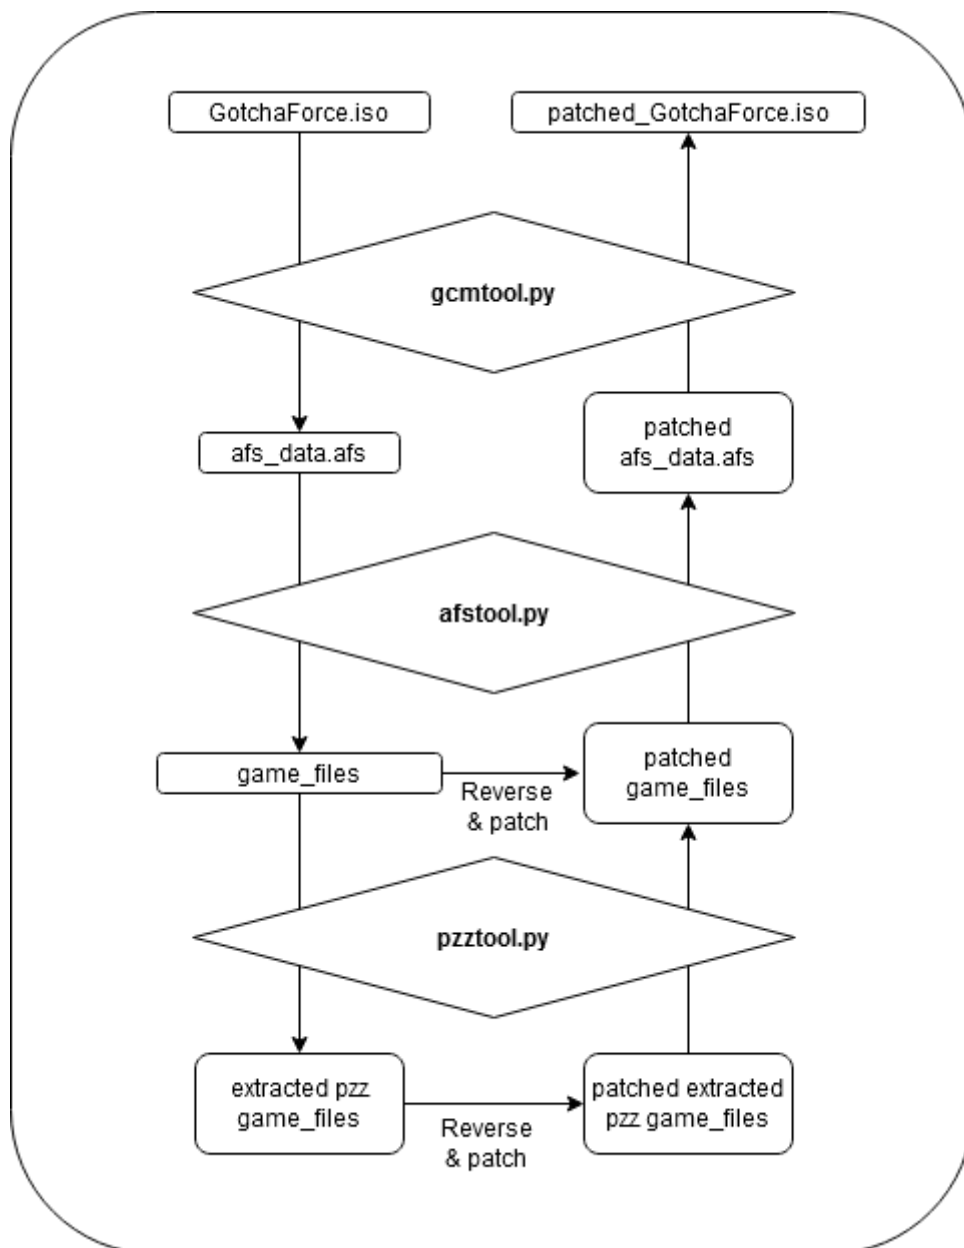 GotchaForce.iso
patched_GotchaForce.iso
gcmtool.py
afs_data.afs
patched
afs_data.afs
afstool.py
game_files
Reverse
& patch
patched
game_files
pzztool.py
extracted pzz
game_files
Reverse
& patch
patched extracted
pzz game_files